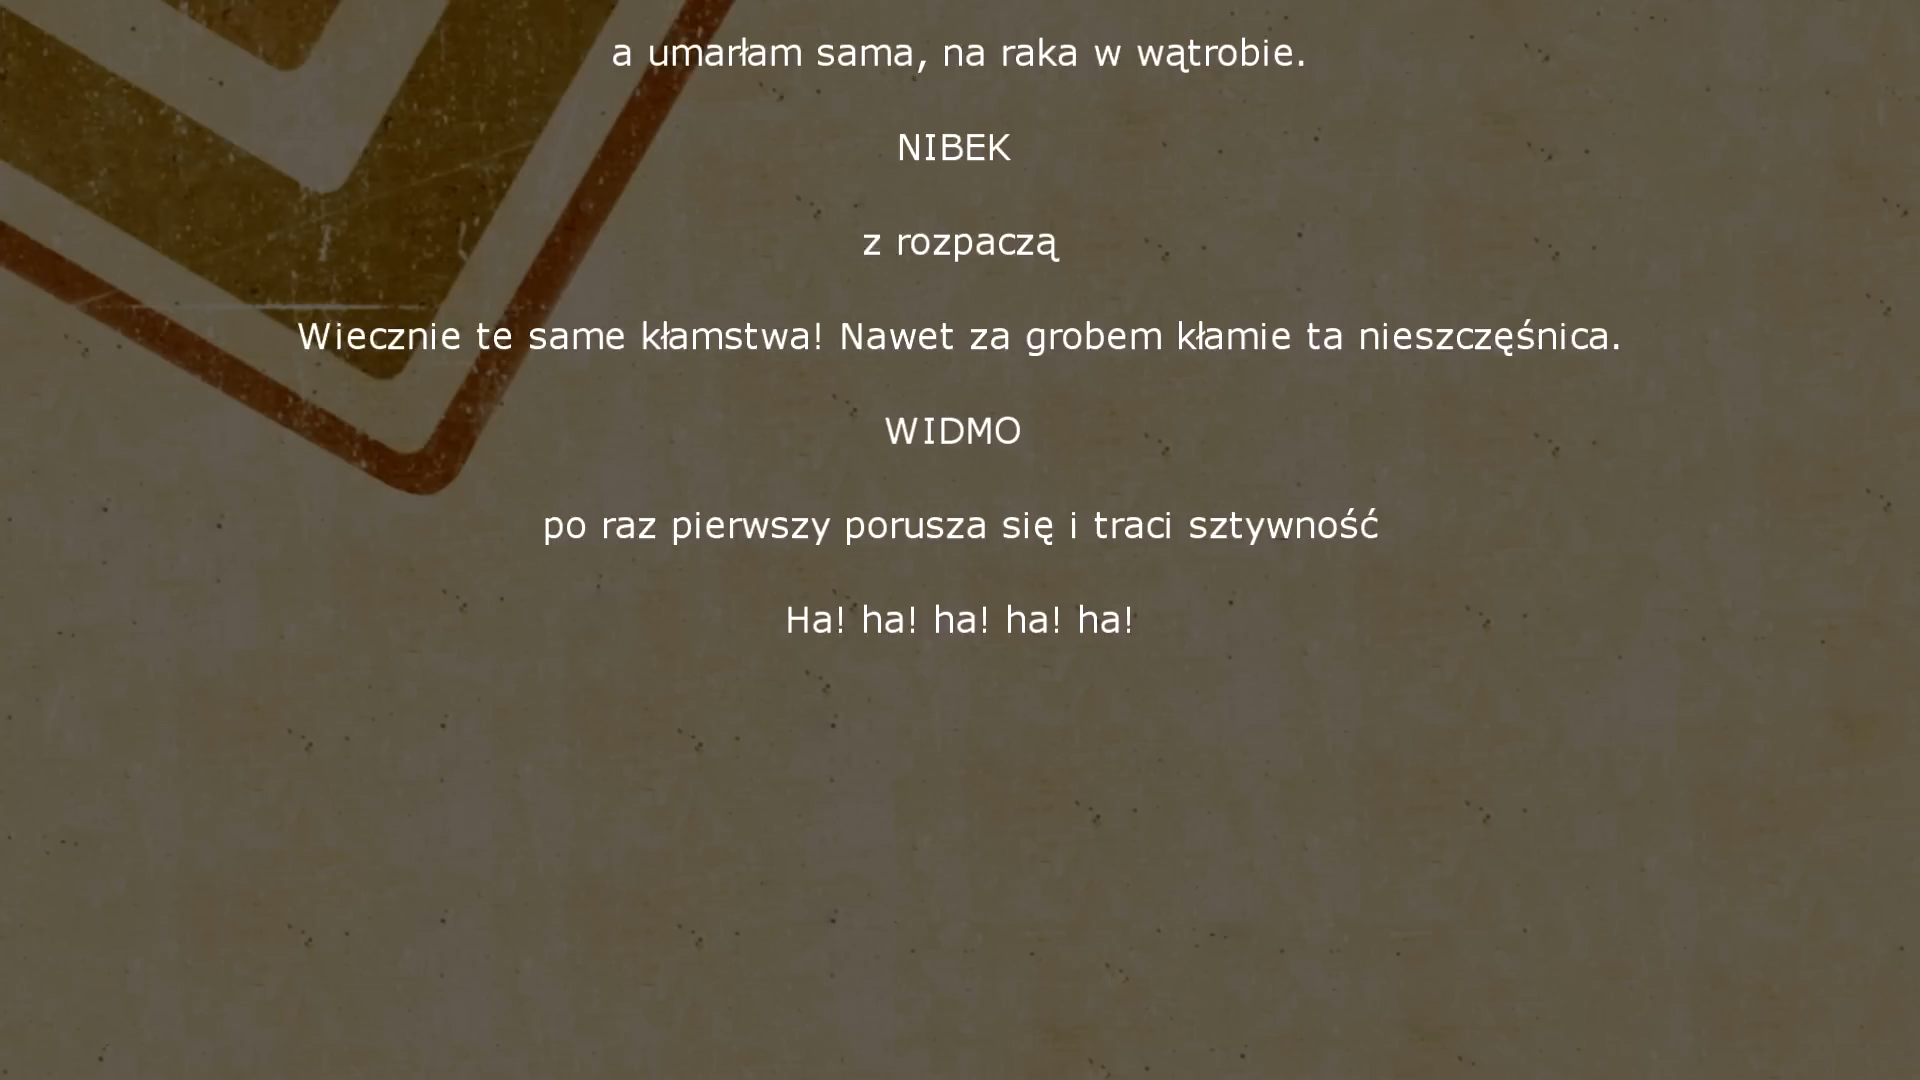 a umarłam sama, na raka w wątrobie.
NIBEK
z rozpaczą
Wiecznie te same kłamstwa! Nawet za grobem kłamie ta nieszczęśnica.
WIDMO
po raz pierwszy porusza się i traci sztywność
Ha! ha! ha! ha! ha!